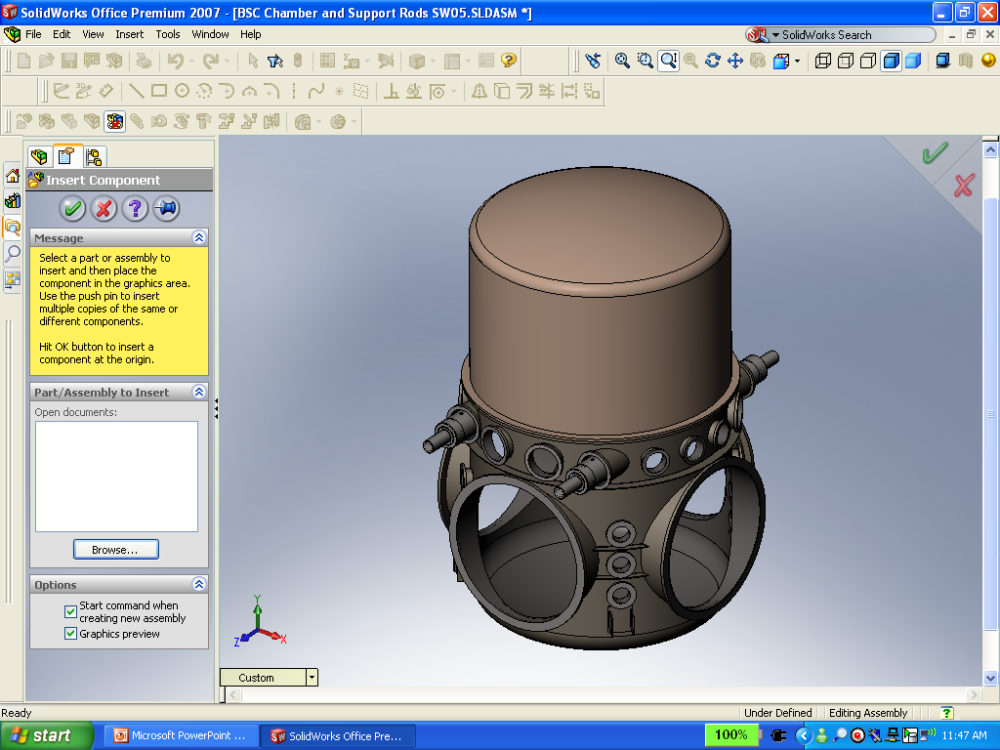 SolidWorks Office Premium 2007 - [BSC Chamber and Support Rods SW05.SLDASM *]
File Edit View Insert Tools Window Help
SolidWorks Search
Insert Component
Message
Select a part or assembly to
insert and then place the
component in the graphics area.
Use the push pin to insert
multiple copies of the same or
different components.
Hit OK button to insert a
component at the origin.
Part/Assembly to Insert
Open documents:
Browse...
Options
Start command when
creating new assembly
Graphics preview
Y
Z
X
Custom
Ready
Under Defined
Editing Assembly
start
Microsoft PowerPoint ...
SolidWorks Office Pre...
100%
11:47 AM